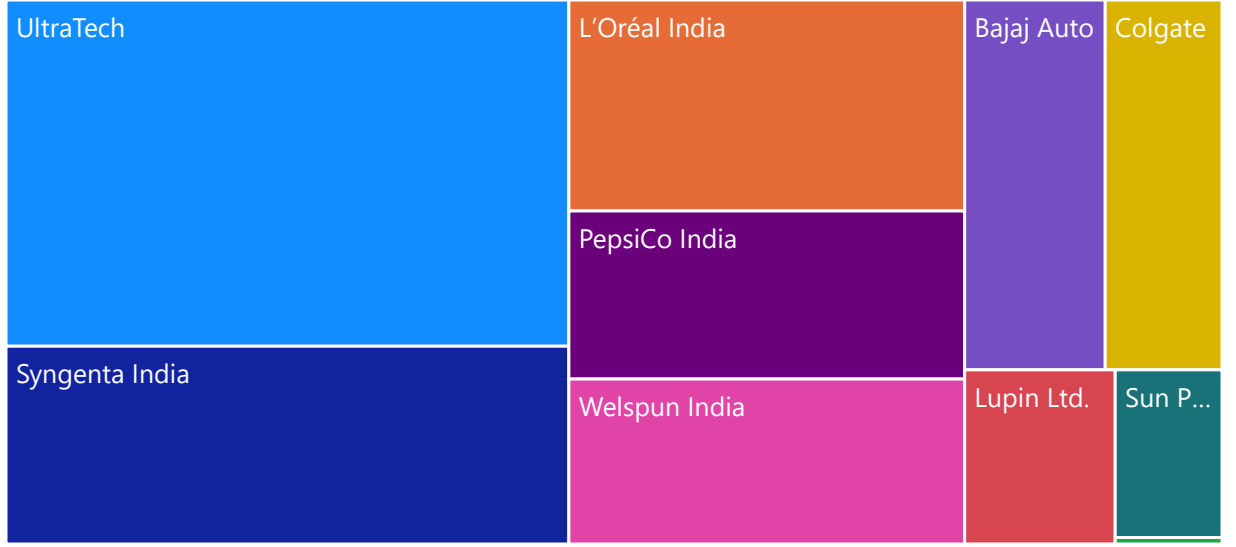 UltraTech
L’Oréal India
Bajaj Auto
Colgate
PepsiCo India
Syngenta India
Welspun India
Lupin Ltd.
Sun P...